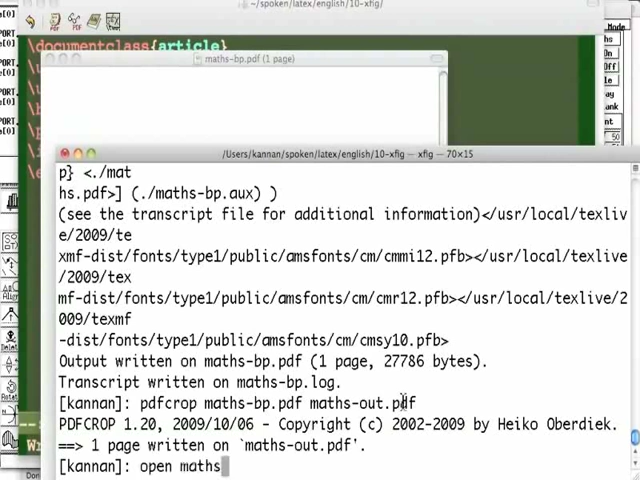 ~/spoken/latex/english/10-xfig/
\documentclass{article}
maths-bp.pdf (1 page)
/Users/kannan/spoken/latex/english/10-xfig — xfig — 70×15
p} <./mat
hs.pdf>] (./maths-bp.aux) )
(see the transcript file for additional information)</usr/local/texliv
e/2009/te
xmf-dist/fonts/type1/public/amsfonts/cm/cmmi12.pfb></usr/local/texlive
/2009/tex
mf-dist/fonts/type1/public/amsfonts/cm/cmr12.pfb></usr/local/texlive/2
009/texmf
-dist/fonts/type1/public/amsfonts/cm/cmsy10.pfb>
Output written on maths-bp.pdf (1 page, 27786 bytes).
Transcript written on maths-bp.log.
[kannan]: pdfcrop maths-bp.pdf maths-out.pdf
PDFCROP 1.20, 2009/10/06 - Copyright (c) 2002-2009 by Heiko Oberdiek.
==> 1 page written on `maths-out.pdf'.
[kannan]: open maths